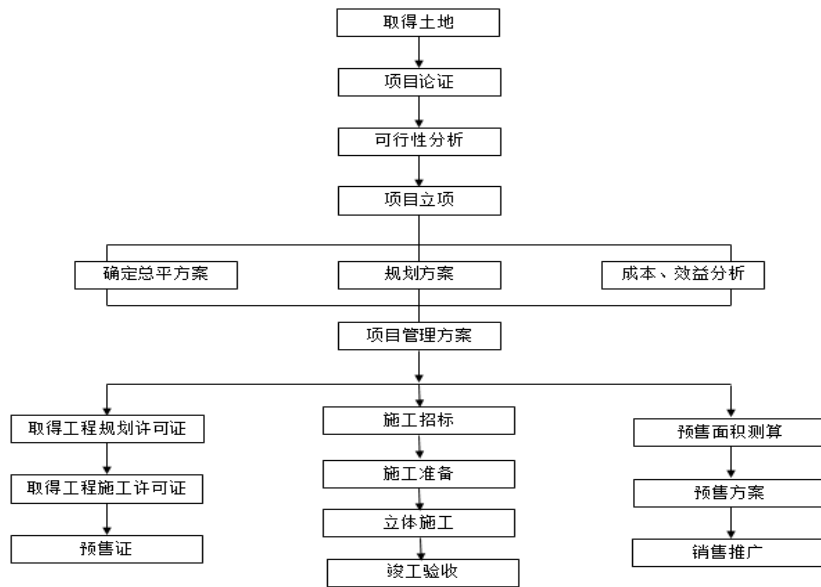 取得土地
项目论证
可行性分析
项目立项
确定总平方案
规划方案
成本、效益分析
项目管理方案
取得工程规划许可证
施工招标
预售面积测算
取得工程施工许可证
施工准备
预售方案
预售证
立体施工
销售推广
竣工验收